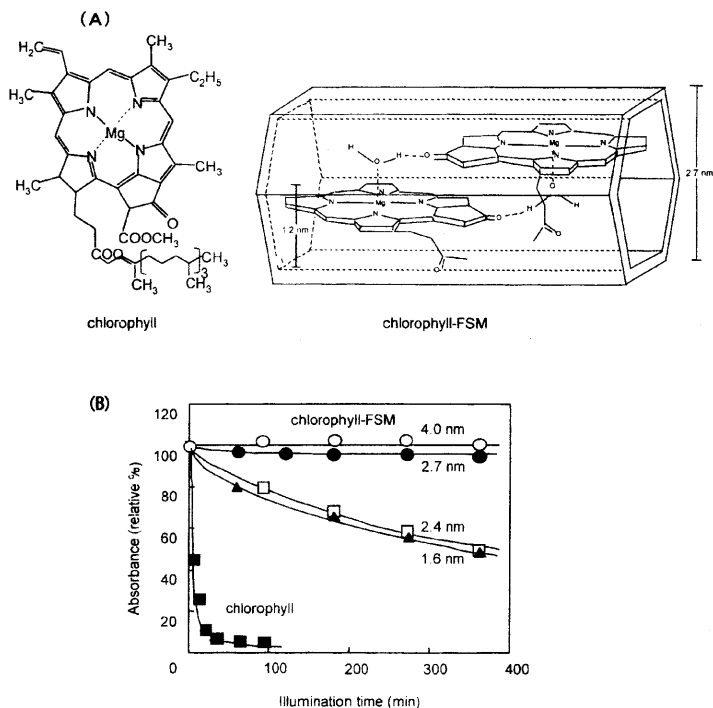 (A)
H₂C
CH₃
C₂H₅
H₃C
N
N
Mg
N
N
CH₃
H₃C
O
COOCH₃
COO
3
CH₃
CH₃
CH₃
chlorophyll
H
O
H
O
N
N
Mg
N
N
O
H
H
2.7 nm
1.2 nm
N
N
Mg
N
N
O
O
O
chlorophyll-FSM
(B)
120
chlorophyll-FSM
4.0 nm
100
2.7 nm
80
60
2.4 nm
1.6 nm
40
20
chlorophyll
0
100
200
300
400
Absorbance (relative %)
Illumination time (min)